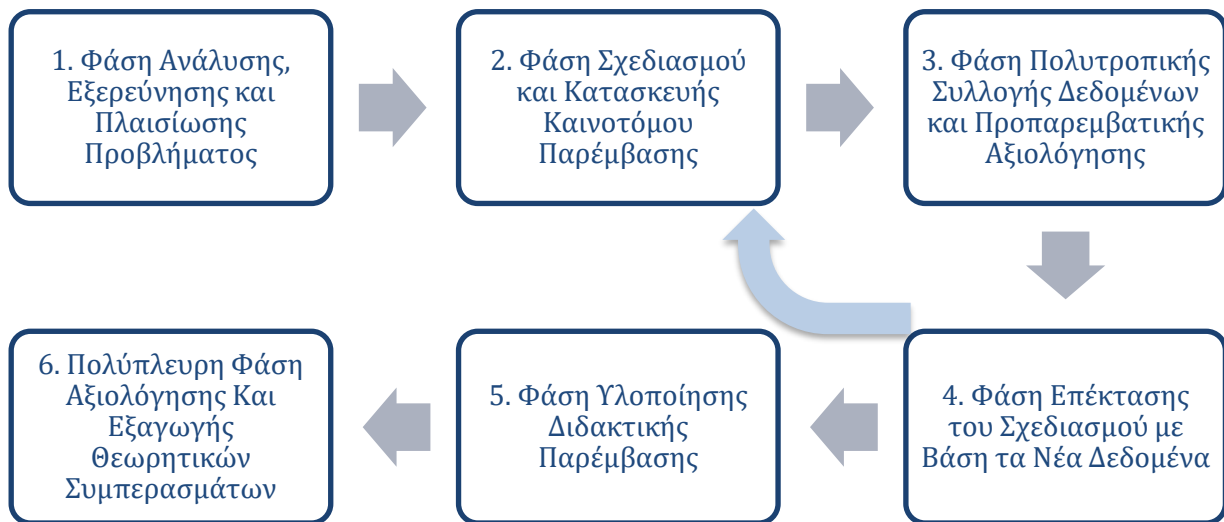 1. Φάση Ανάλυσης,
Εξερεύνησης και
Πλαισίωσης
Προβλήματος
2. Φάση Σχεδιασμού
και Κατασκευής
Καινοτόμου
Παρέμβασης
3. Φάση Πολυτροπικής
Συλλογής Δεδομένων
και Προπαρεμβατικής
Αξιολόγησης
4. Φάση Επέκτασης
του Σχεδιασμού με
Βάση τα Νέα Δεδομένα
5. Φάση Υλοποίησης
Διδακτικής
Παρέμβασης
6. Πολύπλευρη Φάση
Αξιολόγησης Και
Εξαγωγής
Θεωρητικών
Συμπερασμάτων